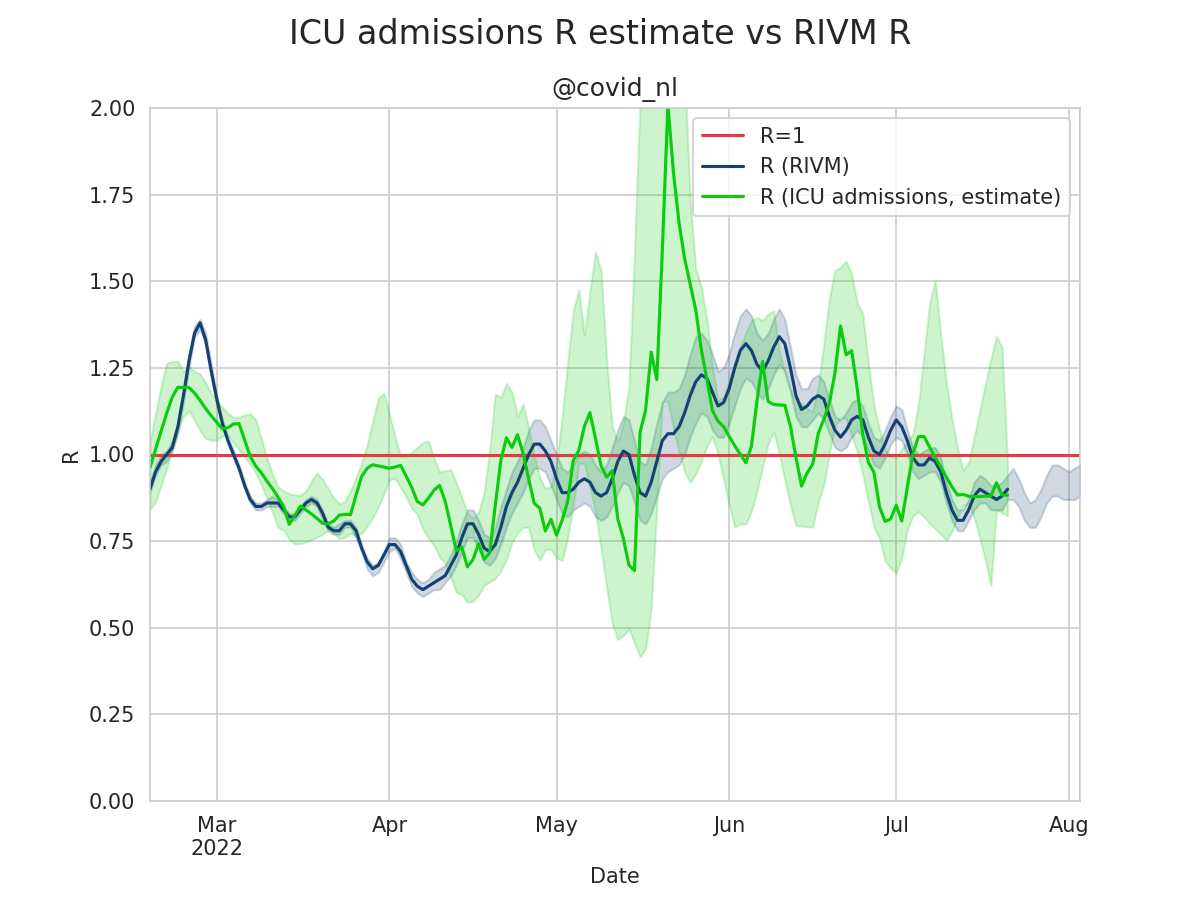 ICU admissions R estimate vs RIVM R
@covid_nl
2.00
1.75
1.50
1.25
1.00
0.75
0.50
0.25
0.00
R
R=1
R (RIVM)
R (ICU admissions, estimate)
Mar
2022
Apr
May
Jun
Jul
Aug
Date